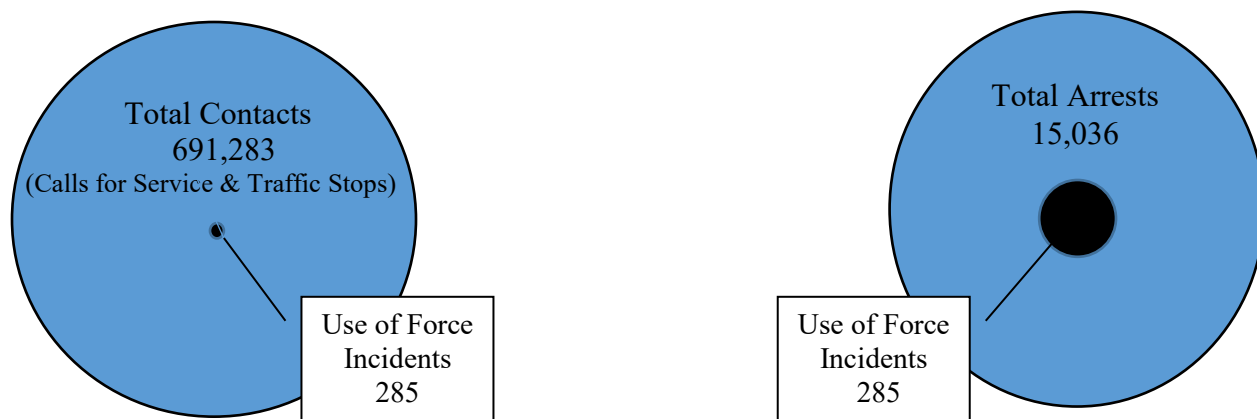 Total Contacts
691,283
(Calls for Service & Traffic Stops)
Use of Force
Incidents
285
Total Arrests
15,036
Use of Force
Incidents
285